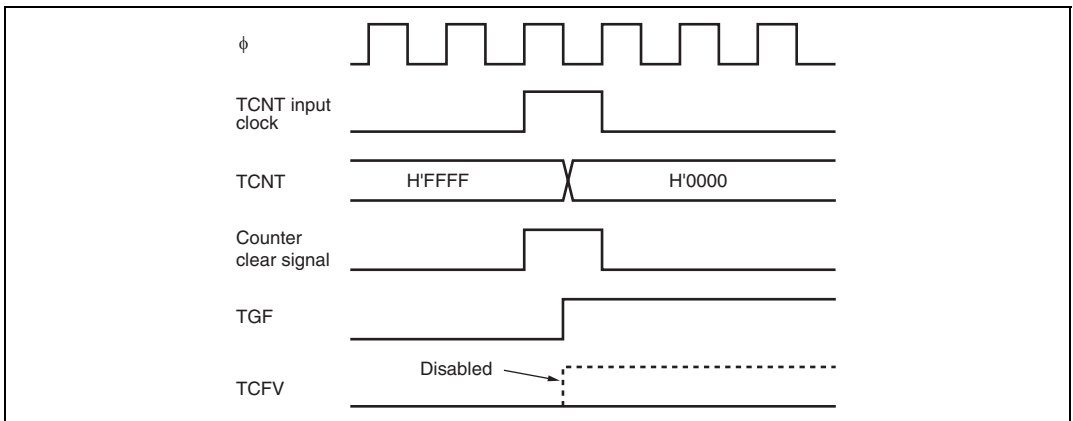 ϕ
TCNT input
clock
TCNT
H'FFFF
H'0000
Counter
clear signal
TGF
Disabled
TCFV